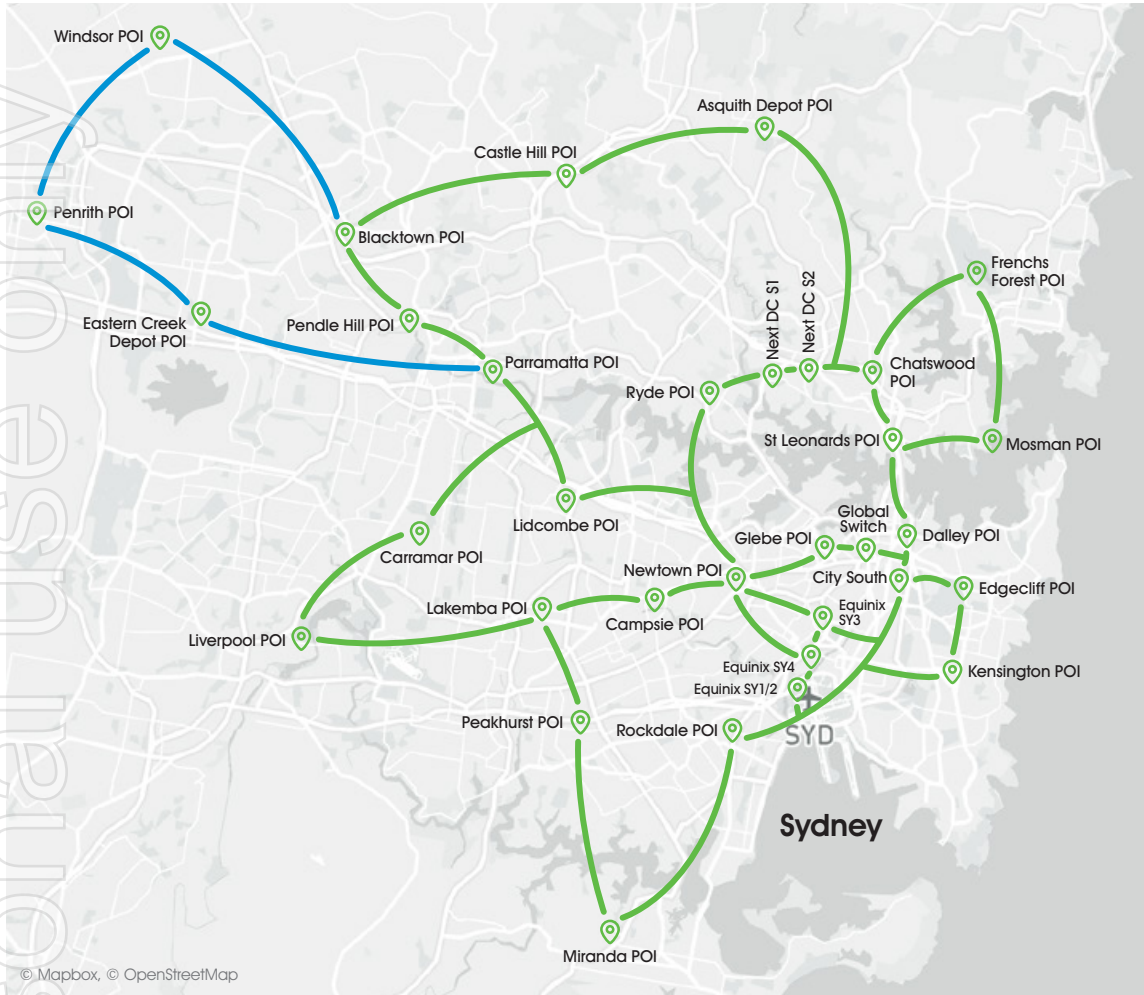 Windsor POI
Asquith Depot POI
Castle Hill POI
Penrith POI
Blacktown POI
Frenchs
Forest POI
Next DC S1
Next DC S2
Eastern Creek
Depot POI
Pendle Hill POI
Parramatta POI
Chatswood
POI
Ryde POI
St Leonards POI
Mosman POI
Lidcombe POI
Global
Switch
Glebe POI
Dalley POI
Carramar POI
Newtown POI
City South
Edgecliff POI
Lakemba POI
Campsie POI
Equinix
SY3
Liverpool POI
Equinix SY4
Kensington POI
Equinix SY1/2
Peakhurst POI
Rockdale POI
SYD
Sydney
Miranda POI
© Mapbox, © OpenStreetMap
sonal use only